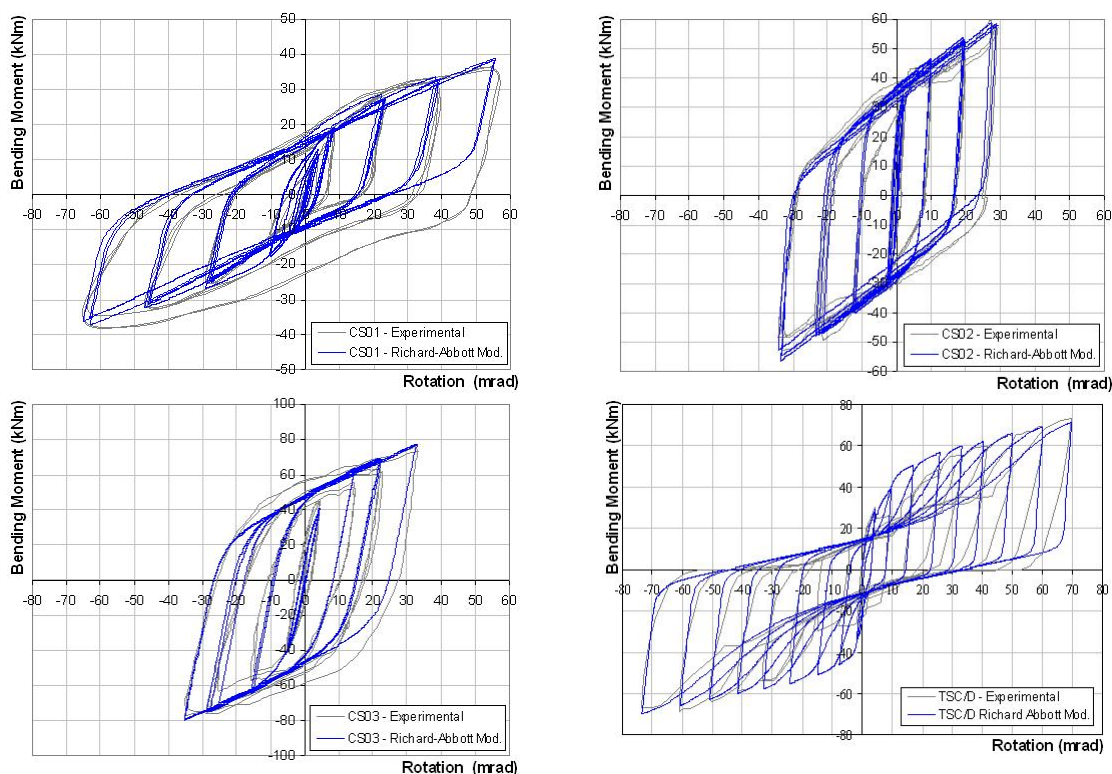 Bending Moment (kNm)
50
40
30
20
10
0
-80 -70 -60 -50 -40 -30 -20 -10 0 10 20 30 40 50 60
-10
-20
-30
-40
-50
CS01 - Experimental
CS01 - Richard-Abbott Mod.
Rotation (mrad)
Bending Moment (kNm)
60
50
40
30
20
10
0
-80 -70 -60 -50 -40 -30 -20 -10 00 10 20 30 40 50 60
-10
-20
-30
-40
-50
-60
CS02 - Experimental
CS02 - Richard-Abbott Mod.
Rotation (mrad)
Bending Moment (kNm)
100
80
60
40
20
0
-80 -70 -60 -50 -40 -30 -20 -10 0 10 20 30 40 50 60
-20
-40
-60
-80
-100
CS03 - Experimental
CS03 - Richard-Abbott Mod.
Rotation (mrad)
Bending Moment (kNm)
80
60
40
20
0
-80 -70 -60 -50 -40 -30 -20 -10 0 10 20 30 40 50 60 70 80
-20
-40
-60
-80
TSC/D - Experimental
TSC/D Richard Abbott Mod.
Rotation (mrad)